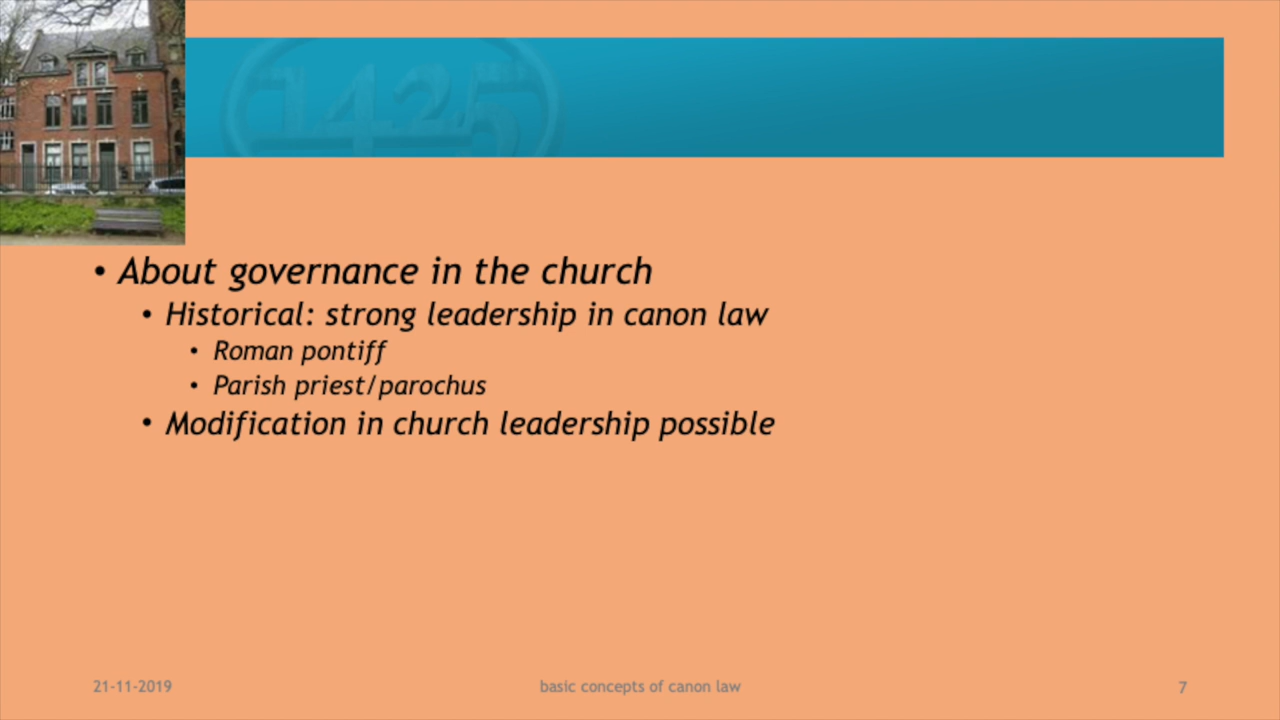 1425
• About governance in the church
• Historical: strong leadership in canon law
• Roman pontiff
• Parish priest/parochus
• Modification in church leadership possible
21-11-2019
basic concepts of canon law
7